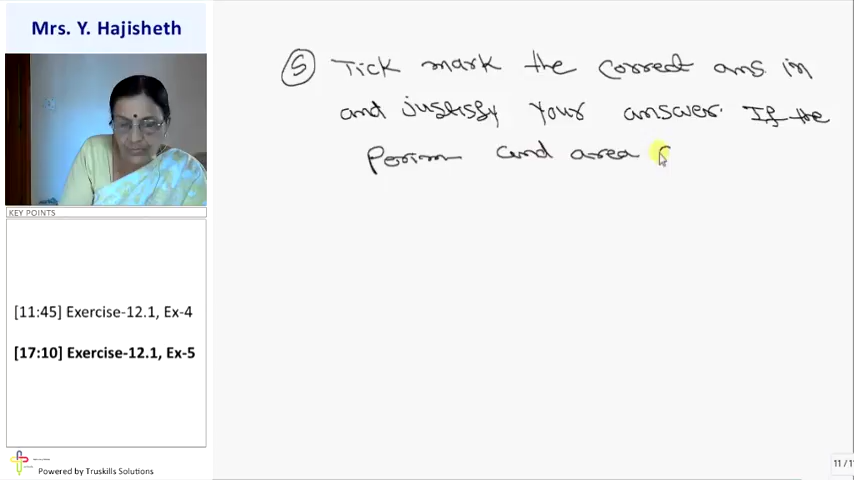 Mrs. Y. Hajisheth
KEY POINTS
[11:45] Exercise-12.1, Ex-4
[17:10] Exercise-12.1, Ex-5
Powered by Truskills Solutions
5 Tick mark the correct ans. in
and justisfy your answer. If the
perim and area
11 / 1